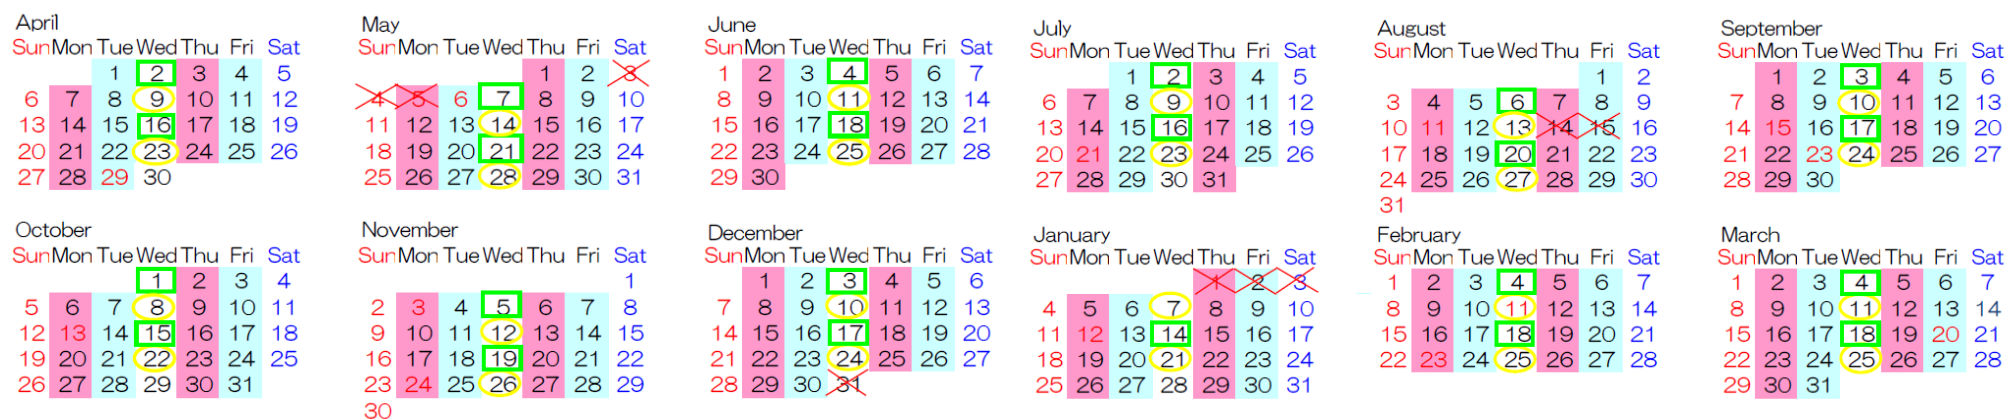 April
Sun Mon Tue Wed Thu Fri Sat
1 2 3 4 5
6 7 8 9 10 11 12
13 14 15 16 17 18 19
20 21 22 23 24 25 26
27 28 29 30
May
Sun Mon Tue Wed Thu Fri Sat
1 2 3
4 5 6 7 8 9 10
11 12 13 14 15 16 17
18 19 20 21 22 23 24
25 26 27 28 29 30 31
June
Sun Mon Tue Wed Thu Fri Sat
1 2 3 4 5 6 7
8 9 10 11 12 13 14
15 16 17 18 19 20 21
22 23 24 25 26 27 28
29 30
July
Sun Mon Tue Wed Thu Fri Sat
1 2 3 4 5
6 7 8 9 10 11 12
13 14 15 16 17 18 19
20 21 22 23 24 25 26
27 28 29 30 31
August
Sun Mon Tue Wed Thu Fri Sat
1 2
3 4 5 6 7 8 9
10 11 12 13 14 15 16
17 18 19 20 21 22 23
24 25 26 27 28 29 30
31
September
Sun Mon Tue Wed Thu Fri Sat
1 2 3 4 5 6
7 8 9 10 11 12 13
14 15 16 17 18 19 20
21 22 23 24 25 26 27
28 29 30
October
Sun Mon Tue Wed Thu Fri Sat
1 2 3 4
5 6 7 8 9 10 11
12 13 14 15 16 17 18
19 20 21 22 23 24 25
26 27 28 29 30 31
November
Sun Mon Tue Wed Thu Fri Sat
1
2 3 4 5 6 7 8
9 10 11 12 13 14 15
16 17 18 19 20 21 22
23 24 25 26 27 28 29
30
December
Sun Mon Tue Wed Thu Fri Sat
1 2 3 4 5 6
7 8 9 10 11 12 13
14 15 16 17 18 19 20
21 22 23 24 25 26 27
28 29 30 31
January
Sun Mon Tue Wed Thu Fri Sat
1 2 3
4 5 6 7 8 9 10
11 12 13 14 15 16 17
18 19 20 21 22 23 24
25 26 27 28 29 30 31
February
Sun Mon Tue Wed Thu Fri Sat
1 2 3 4 5 6 7
8 9 10 11 12 13 14
15 16 17 18 19 20 21
22 23 24 25 26 27 28
March
Sun Mon Tue Wed Thu Fri Sat
1 2 3 4 5 6 7
8 9 10 11 12 13 14
15 16 17 18 19 20 21
22 23 24 25 26 27 28
29 30 31